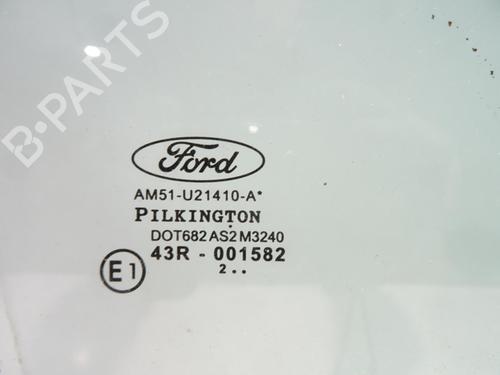 B-PARTS
Ford
AM51-U21410-A*
PILKINGTON
DOT682 AS2 M3240
43R - 001582
E1
2..